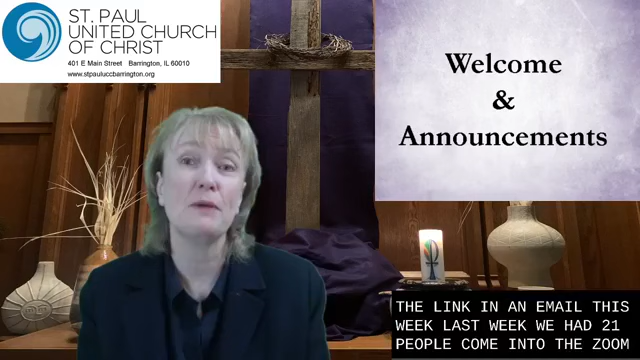 ST. PAUL
UNITED CHURCH
OF CHRIST
401 E Main Street Barrington, IL 60010
www.stpauluccbarrington.org
Welcome
&
Announcements
THE LINK IN AN EMAIL THIS
WEEK LAST WEEK WE HAD 21
PEOPLE COME INTO THE ZOOM